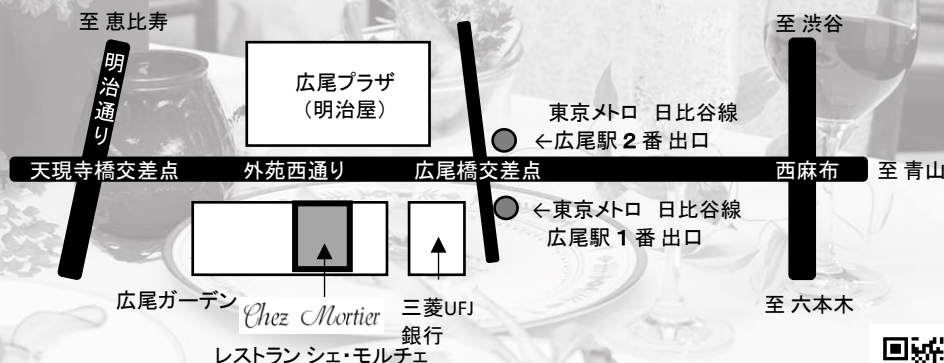 至 恵比寿
至 渋谷
明治通り
広尾プラザ
（明治屋）
東京メトロ　日比谷線
←広尾駅 2 番 出口
天現寺橋交差点
外苑西通り
広尾橋交差点
西麻布
至 青山
←東京メトロ　日比谷線
広尾駅 1 番 出口
広尾ガーデン
Chez Mortier
三菱UFJ
銀行
至 六本木
レストラン シェ・モルチェ